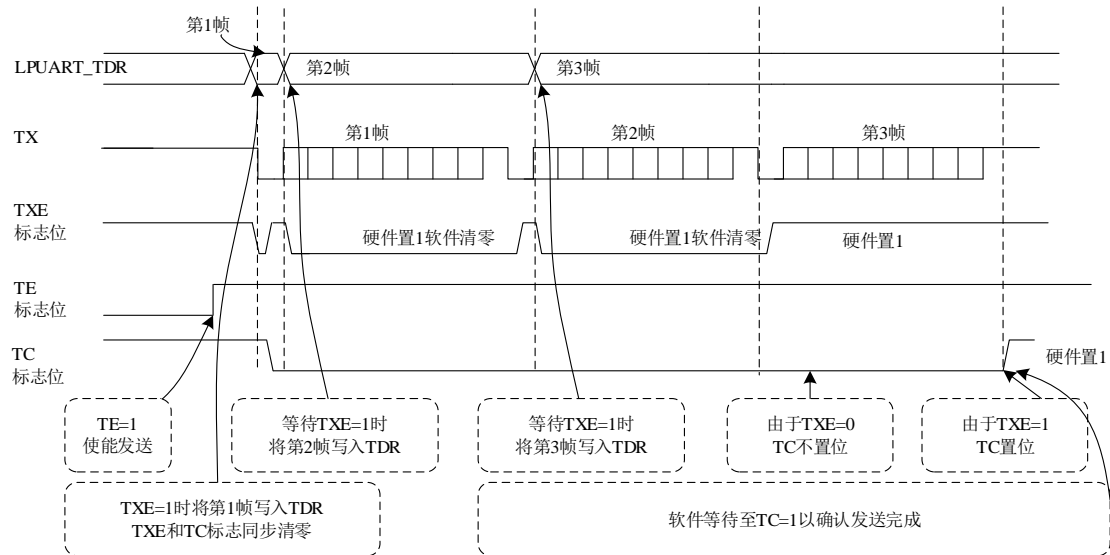 第1帧
LPUART_TDR
第2帧
第3帧
TX
第1帧
第2帧
第3帧
TXE
标志位
硬件置1软件清零
硬件置1软件清零
硬件置1
TE
标志位
TC
标志位
硬件置1
TE=1
使能发送
等待TXE=1时
将第2帧写入TDR
等待TXE=1时
将第3帧写入TDR
由于TXE=0
TC不置位
由于TXE=1
TC置位
TXE=1时将第1帧写入TDR
TXE和TC标志同步清零
软件等待至TC=1以确认发送完成